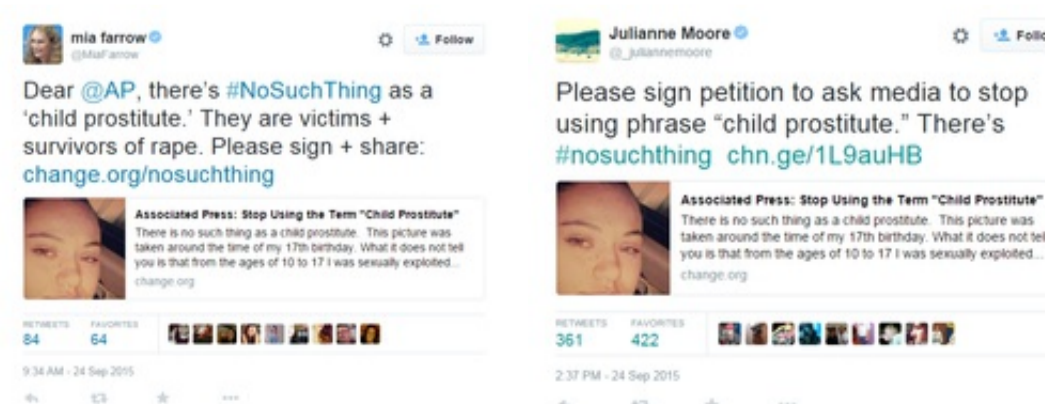 mia farrow
@MiaFarrow
Follow
Dear @AP, there's #NoSuchThing as a
'child prostitute.' They are victims +
survivors of rape. Please sign + share:
change.org/nosuchthing
Associated Press: Stop Using the Term "Child Prostitute"
There is no such thing as a child prostitute. This picture was
taken around the time of my 17th birthday. What it does not tell
you is that from the ages of 10 to 17 I was sexually exploited...
change.org
RETWEETS FAVORITES
84 64
9:34 AM - 24 Sep 2015
Julianne Moore
@_juliannemoore
Follo
Please sign petition to ask media to stop
using phrase "child prostitute." There's
#nosuchthing chn.ge/1L9auHB
Associated Press: Stop Using the Term "Child Prostitute"
There is no such thing as a child prostitute. This picture was
taken around the time of my 17th birthday. What it does not tel
you is that from the ages of 10 to 17 I was sexually exploited...
change.org
RETWEETS FAVORITES
361 422
2:37 PM - 24 Sep 2015